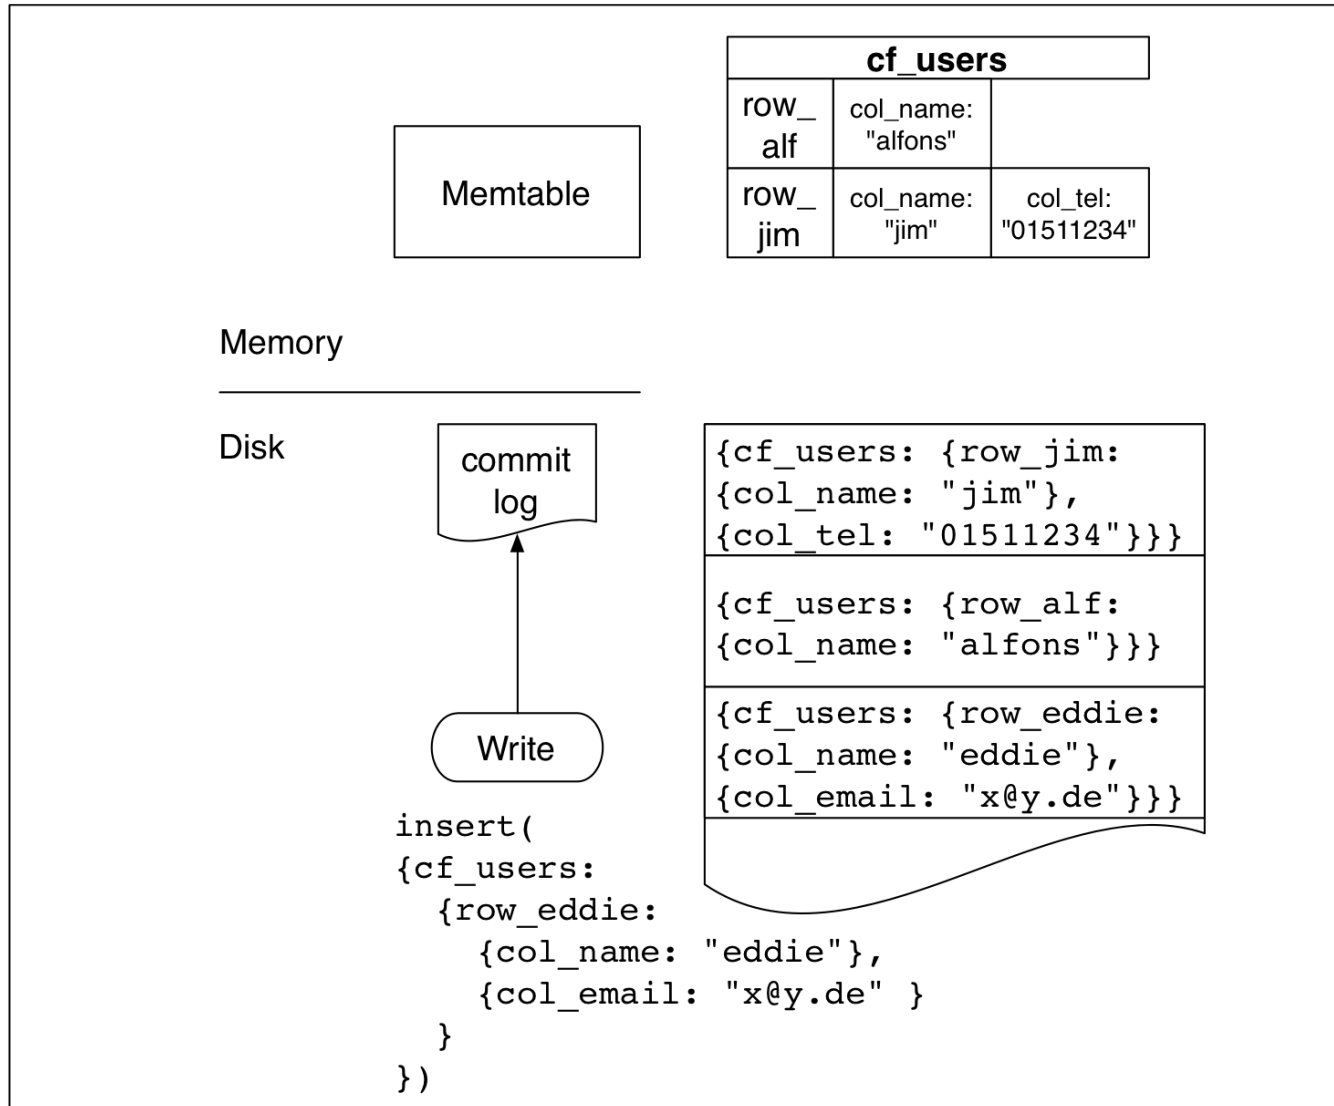 cf_users
row_
alf
col_name:
"alfons"
Memtable
row_
jim
col_name:
"jim"
col_tel:
"01511234"
Memory
Disk
commit
log
{cf_users: {row_jim:
{col_name: "jim"},
{col_tel: "01511234"}}}
{cf_users: {row_alf:
{col_name: "alfons"}}}
{cf_users: {row_eddie:
{col_name: "eddie"},
{col_email: "x@y.de"}}}
Write
insert(
{cf_users:
  {row_eddie:
    {col_name: "eddie"},
    {col_email: "x@y.de" }
  }
})